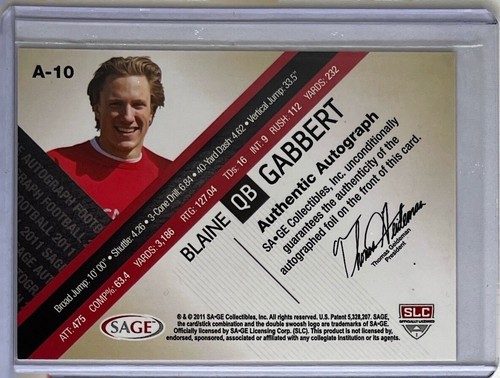 A-10
AUTOGRAPH
Broad Jump: 10' 00" • Shuttle: 4.26 • 3-Cone Drill: 6.84 • 40-Yard Dash: 4.62 • Vertical Jump: 33.5"
ATT: 475 COMP%: 63.4 YARDS: 3,186 RTG: 127.04 TDs: 16 INT: 9 RUSH: 112 YARDS: 232
BLAINE QB GABBERT
Authentic Autograph
SA•GE Collectibles, Inc. unconditionally
guarantees the authenticity of the
autographed foil on the front of this card.
Thomas Geideman
President
SAGE
® & © 2011 SA•GE Collectibles, Inc. All rights reserved. U.S. Patent 5,328,207. SAGE,
the cardstick combination and the double swoosh logo are trademarks of SA•GE.
Officially licensed by SA•GE Licensing Corp. (SLC). This product is not licensed by,
endorsed, sponsored, associated or affiliated with any collegiate institution or its agents.
SLC
OFFICIALLY LICENSED